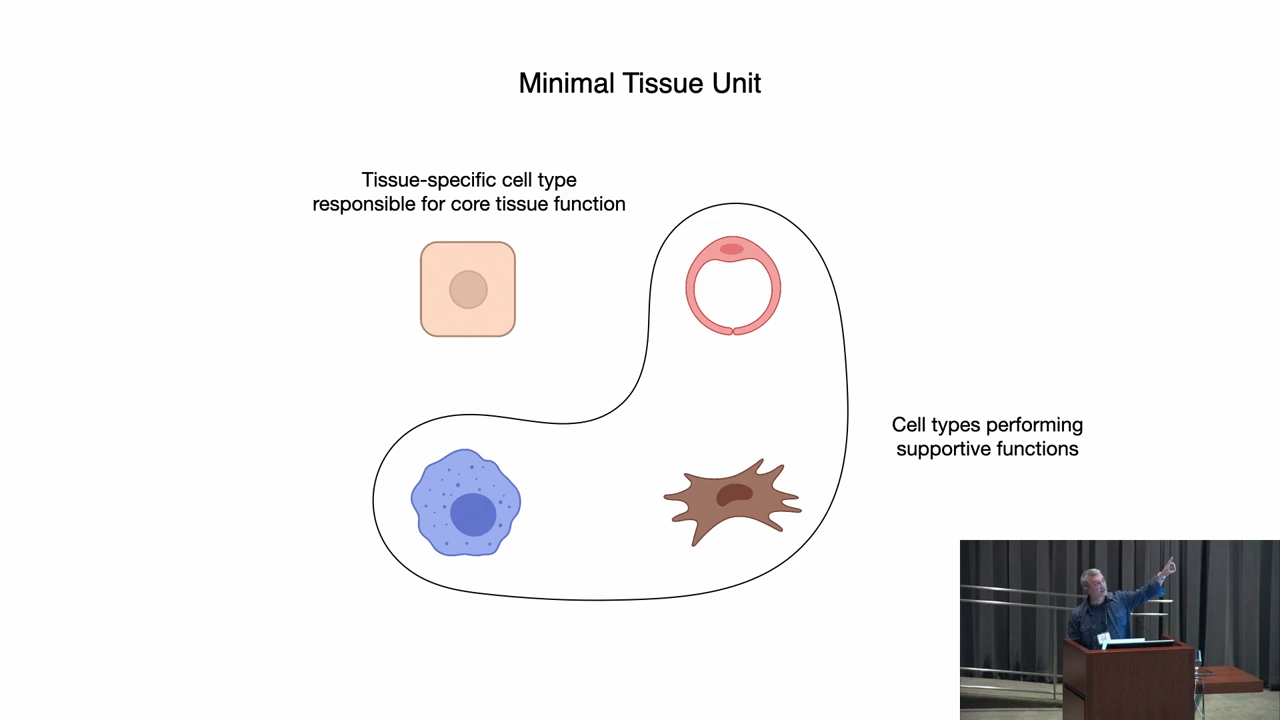 Minimal Tissue Unit
Tissue-specific cell type
responsible for core tissue function
Cell types performing
supportive functions